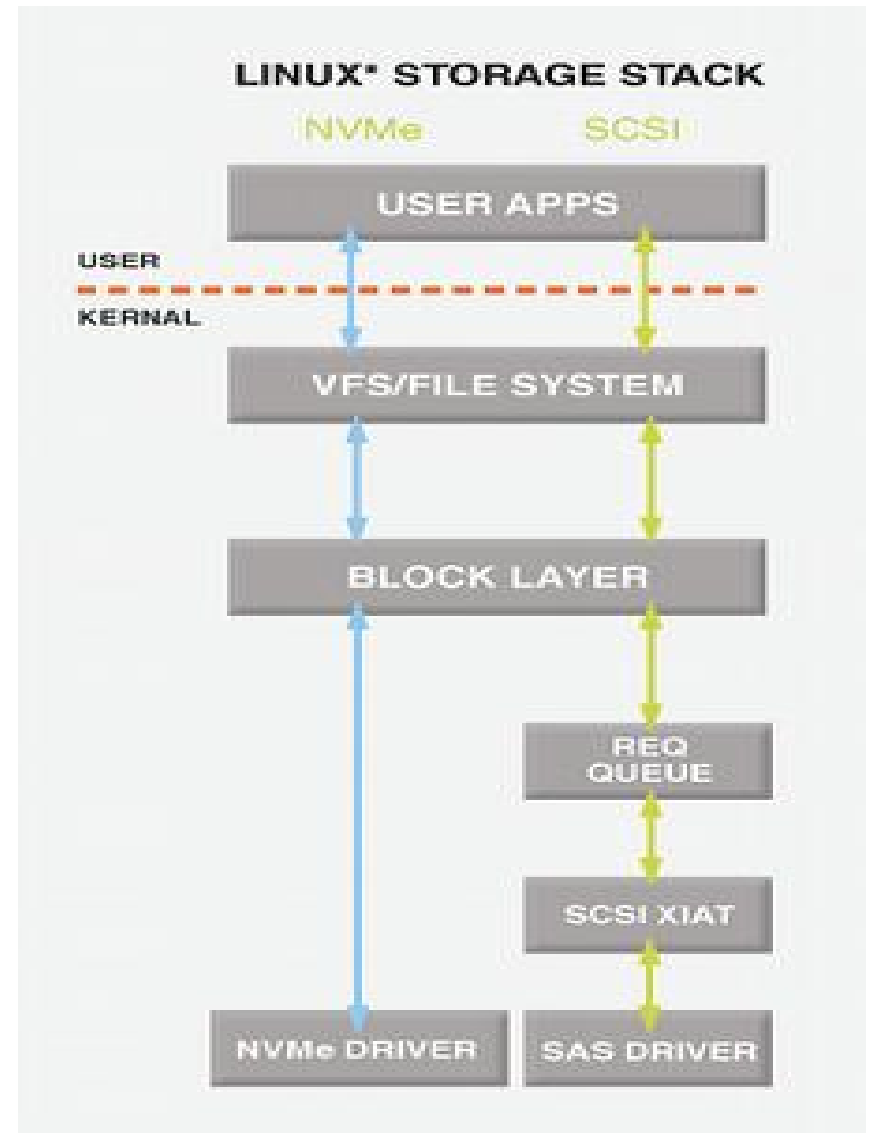 LINUX* STORAGE STACK
NVMe SCSI
USER APPS
USER
KERNAL
VFS/FILE SYSTEM
BLOCK LAYER
REQ
QUEUE
SCSI XIAT
NVMe DRIVER SAS DRIVER